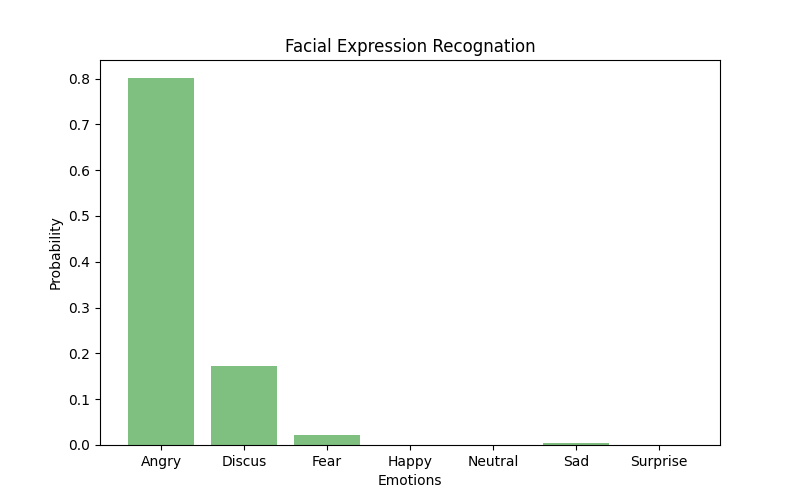 Facial Expression Recognation
0.8
0.7
0.6
0.5
0.4
0.3
0.2
0.1
0.0
Probability
Angry Discus Fear Happy Neutral Sad Surprise
Emotions